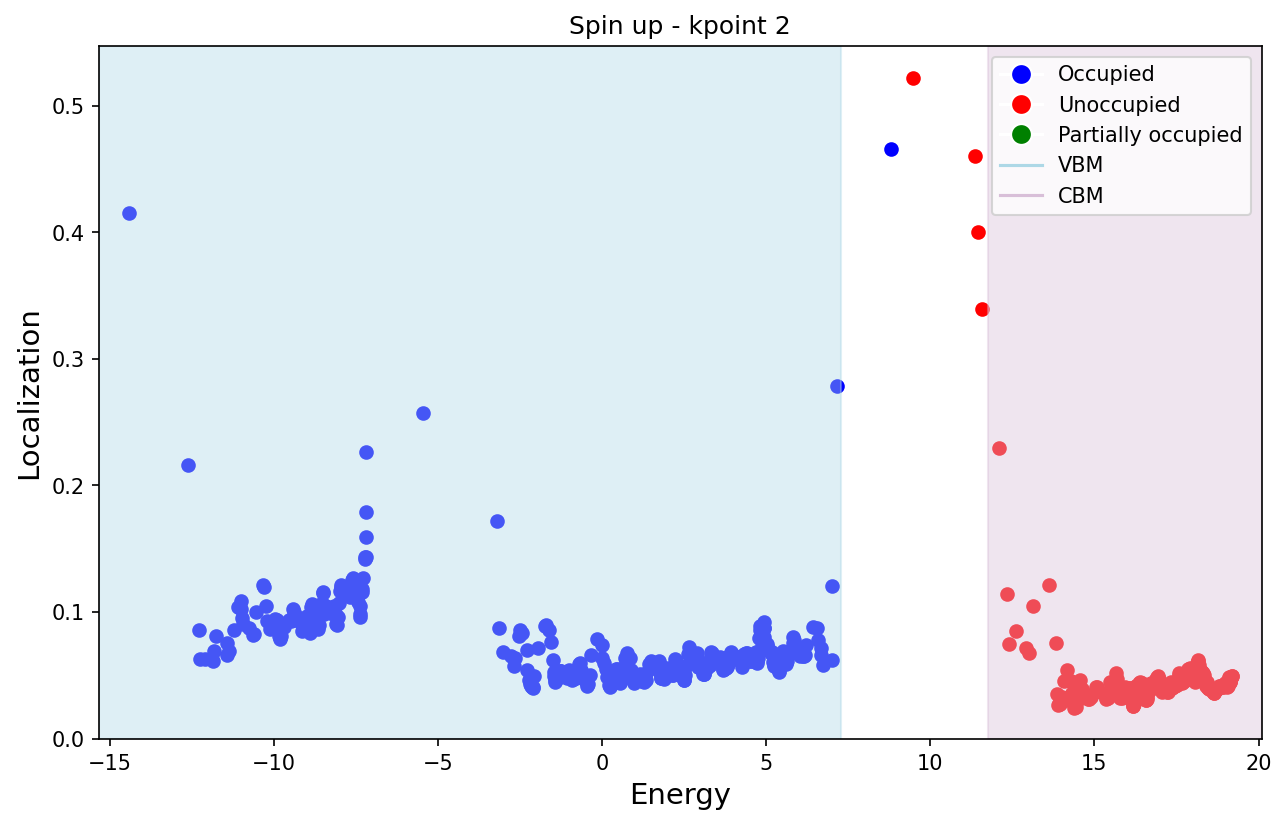 Spin up - kpoint 2
Localization
0.5
0.4
0.3
0.2
0.1
0.0
Occupied
Unoccupied
Partially occupied
VBM
CBM
−15 −10 −5 0 5 10 15 20
Energy